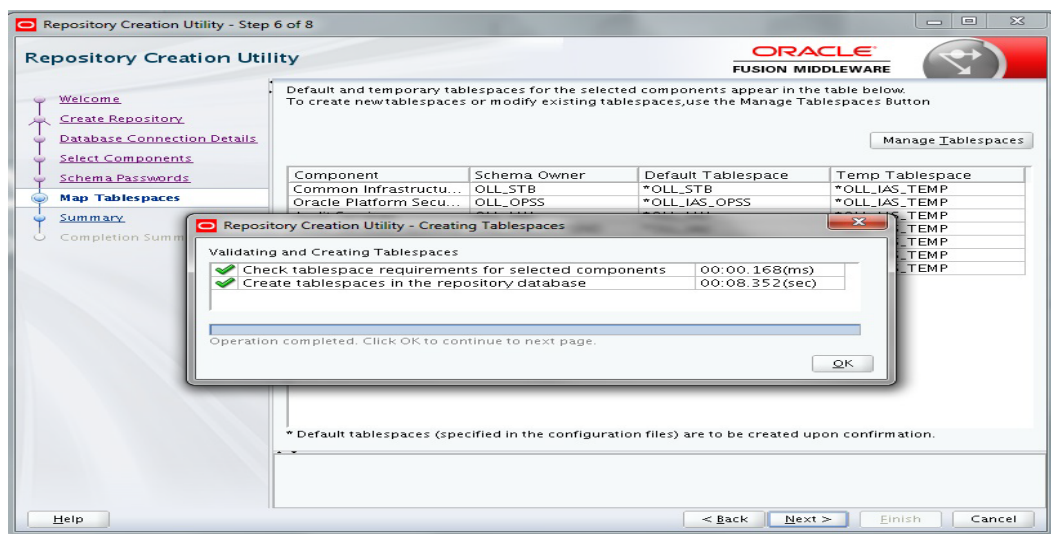 Repository Creation Utility - Step 6 of 8
Repository Creation Utility
ORACLE
FUSION MIDDLEWARE
Welcome
Create Repository
Database Connection Details
Select Components
Schema Passwords
Map Tablespaces
Summary
Completion Summ
Default and temporary tablespaces for the selected components appear in the table below.
To create new tablespaces or modify existing tablespaces,use the Manage Tablespaces Button
Manage Tablespaces
Component Schema Owner Default Tablespace Temp Tablespace
Common Infrastructu... OLL_STB *OLL_STB *OLL_IAS_TEMP
Oracle Platform Secu... OLL_OPSS *OLL_IAS_OPSS *OLL_IAS_TEMP
_TEMP
_TEMP
_TEMP
_TEMP
_TEMP
Repository Creation Utility - Creating Tablespaces
Validating and Creating Tablespaces
Check tablespace requirements for selected components 00:00.168(ms)
Create tablespaces in the repository database 00:08.352(sec)
Operation completed. Click OK to continue to next page.
OK
* Default tablespaces (specified in the configuration files) are to be created upon confirmation.
Help
< Back Next > Finish Cancel